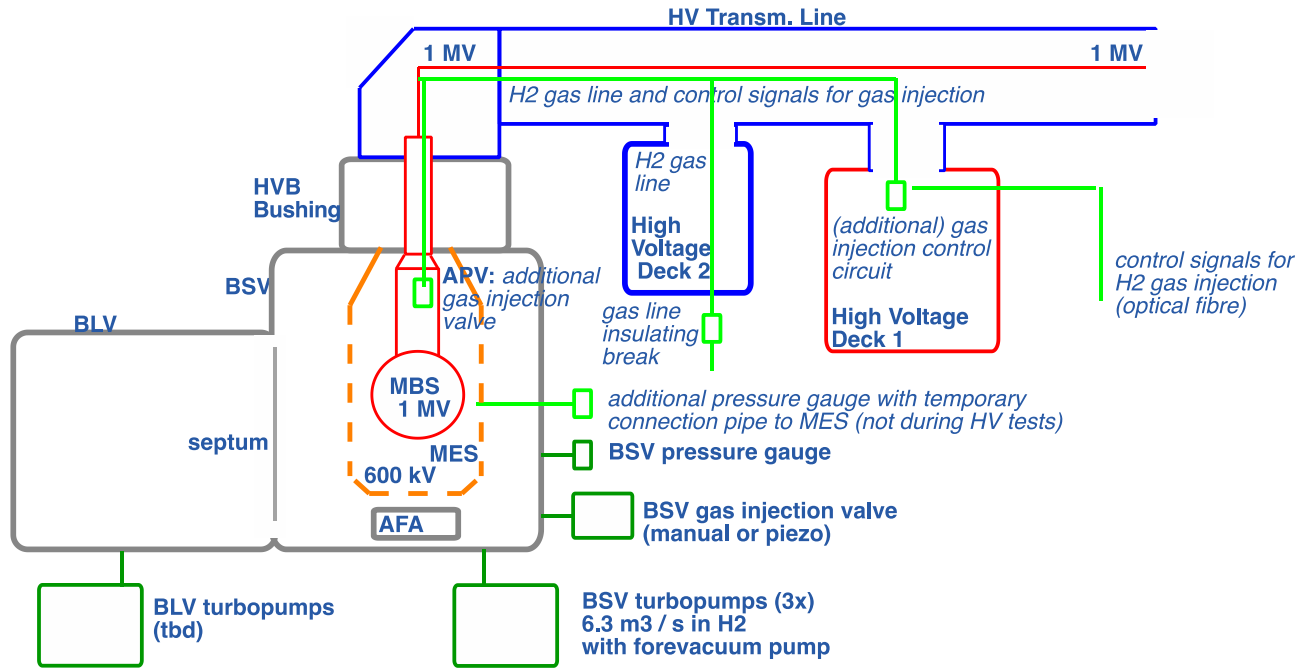 HV Transm. Line
1 MV
1 MV
H2 gas line and control signals for gas injection
HVB
Bushing
H2 gas
line
High
Voltage
Deck 2
(additional) gas
injection control
circuit
High Voltage
Deck 1
control signals for
H2 gas injection
(optical fibre)
BSV
APV: additional
gas injection
valve
gas line
insulating
break
BLV
MBS
1 MV
additional pressure gauge with temporary
connection pipe to MES (not during HV tests)
septum
MES
BSV pressure gauge
600 kV
AFA
BSV gas injection valve
(manual or piezo)
BLV turbopumps
(tbd)
BSV turbopumps (3x)
6.3 m3 / s in H2
with forevacuum pump